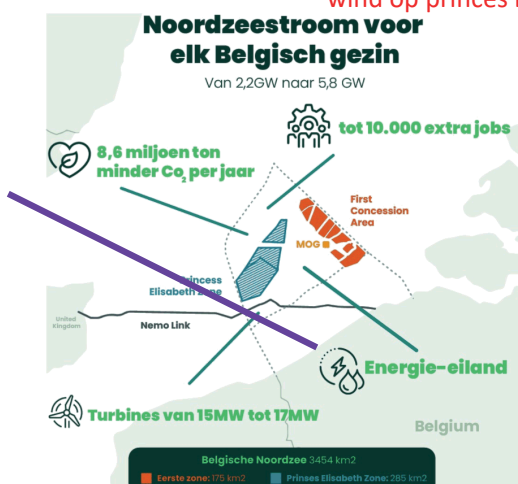 wind op princes
Noordzeestroom voor
elk Belgisch gezin
Van 2,2GW naar 5,8 GW
tot 10.000 extra jobs
8,6 miljoen ton
minder Co2 per jaar
First
Concession
Area
MOG
Princess
Elisabeth Zone
United
Kingdom
Nemo Link
Energie-eiland
Turbines van 15MW tot 17MW
Belgium
Belgische Noordzee 3454 km2
Eerste zone: 175 km2
Prinses Elisabeth Zone: 285 km2